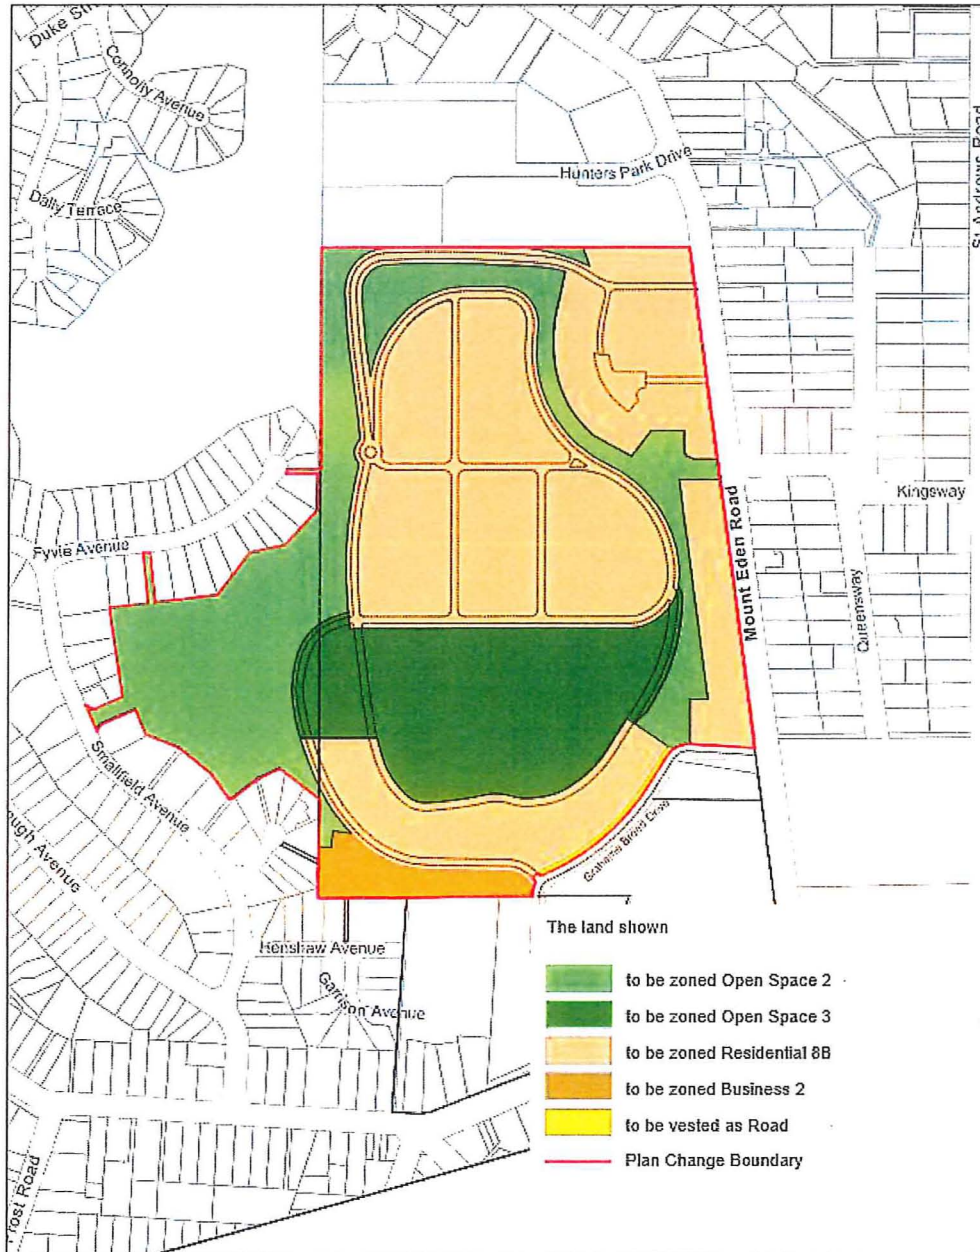 Duke Str
Connolly Avenue
Dally Terrace
Hunters Park Drive
St Andrews Road
Kingsway
Mount Eden Road
Queensway
Fyvie Avenue
Smallfield Avenue
ough Avenue
Grahame Breed Drive
Henshaw Avenue
Garrison Avenue
Frost Road
The land shown
to be zoned Open Space 2
to be zoned Open Space 3
to be zoned Residential 8B
to be zoned Business 2
to be vested as Road
Plan Change Boundary